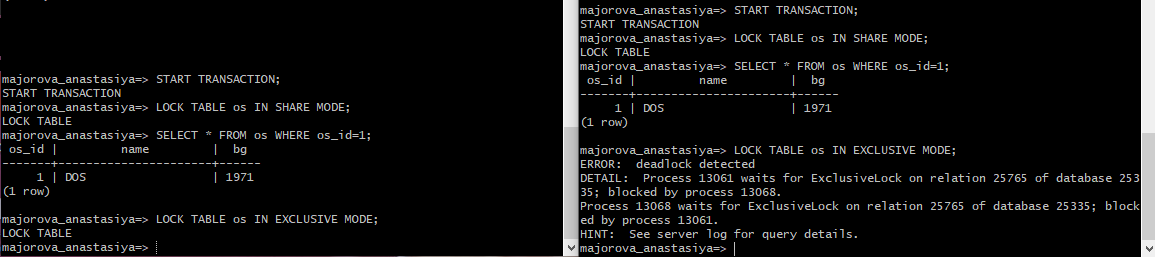 majorova_anastasiya=> START TRANSACTION;
START TRANSACTION
majorova_anastasiya=> LOCK TABLE os IN SHARE MODE;
LOCK TABLE
majorova_anastasiya=> SELECT * FROM os WHERE os_id=1;
 os_id |         name         |  bg
-------+----------------------+------
     1 | DOS                  | 1971
(1 row)

majorova_anastasiya=> LOCK TABLE os IN EXCLUSIVE MODE;
LOCK TABLE
majorova_anastasiya=>
majorova_anastasiya=> START TRANSACTION;
START TRANSACTION
majorova_anastasiya=> LOCK TABLE os IN SHARE MODE;
LOCK TABLE
majorova_anastasiya=> SELECT * FROM os WHERE os_id=1;
 os_id |         name         |  bg
-------+----------------------+------
     1 | DOS                  | 1971
(1 row)

majorova_anastasiya=> LOCK TABLE os IN EXCLUSIVE MODE;
ERROR:  deadlock detected
DETAIL:  Process 13061 waits for ExclusiveLock on relation 25765 of database 253
35; blocked by process 13068.
Process 13068 waits for ExclusiveLock on relation 25765 of database 25335; block
ed by process 13061.
HINT:  See server log for query details.
majorova_anastasiya=>